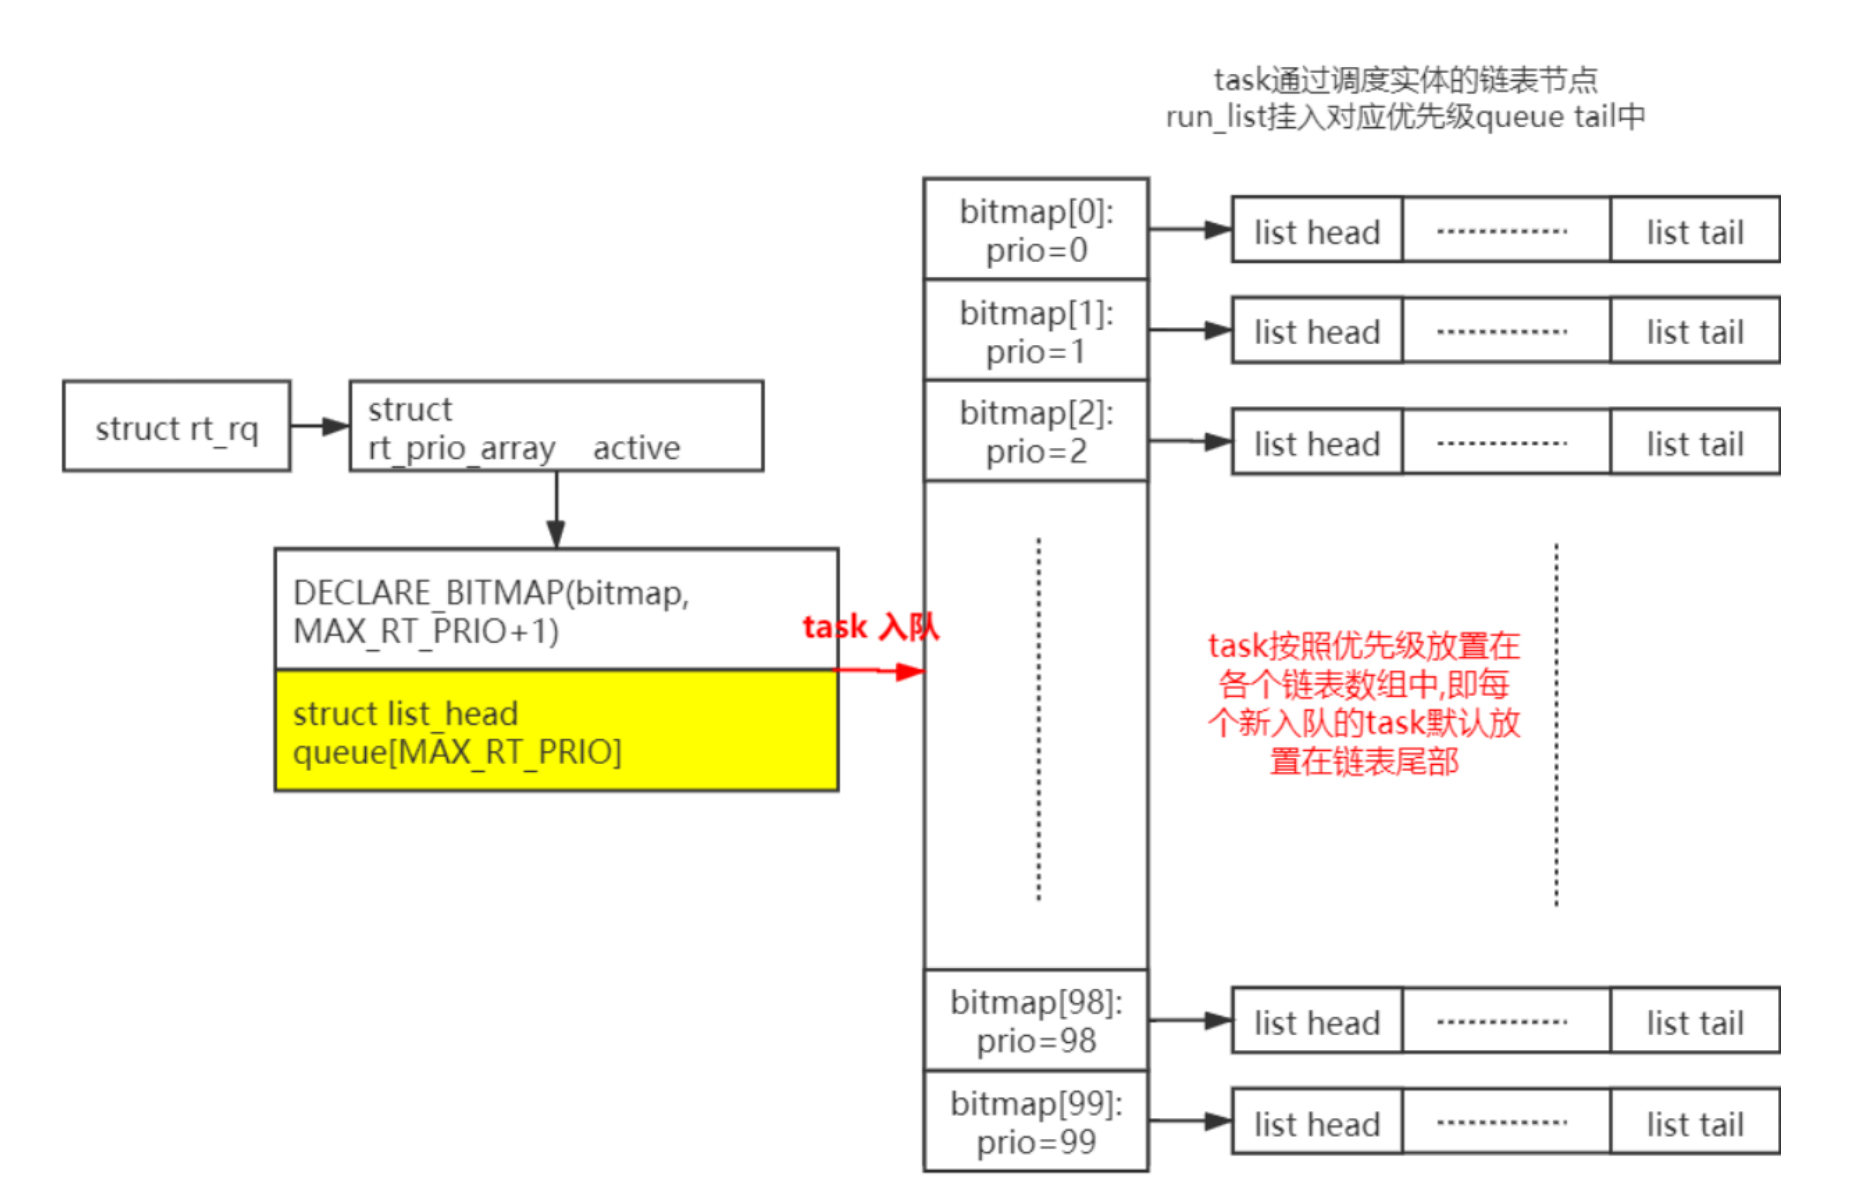 task通过调度实体的链表节点
run_list挂入对应优先级queue tail中
bitmap[0]:
prio=0
list head
list tail
bitmap[1]:
prio=1
list head
list tail
struct rt_rq
struct
rt_prio_array active
bitmap[2]:
prio=2
list head
list tail
DECLARE_BITMAP(bitmap,
MAX_RT_PRIO+1)
task 入队
struct list_head
queue[MAX_RT_PRIO]
task按照优先级放置在
各个链表数组中,即每
个新入队的task默认放
置在链表尾部
bitmap[98]:
prio=98
list head
list tail
bitmap[99]:
prio=99
list head
list tail